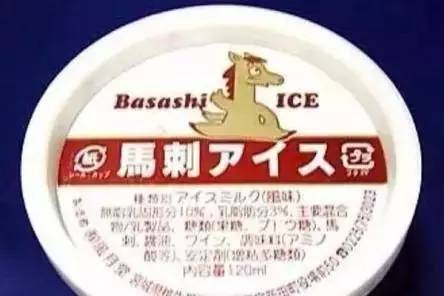 Basashi ICE
馬刺アイス
紙
プラ
種類別 アイスミルク(風味)
無脂乳固形分10%、乳脂肪分3%、主要混合
物/乳製品、糖類(果糖、ブドウ糖)、馬
刺、醤油、ワイン、調味料(アミノ
酸等)、安定剤(増粘多糖類)
内容量120ml